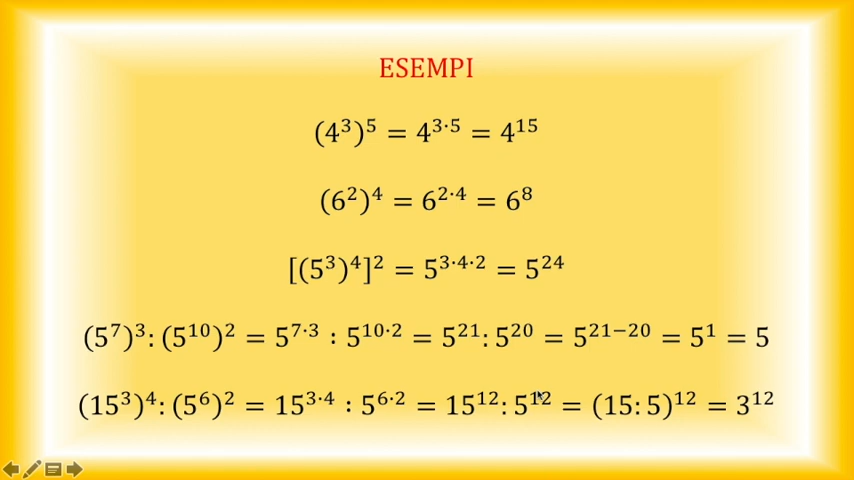 ESEMPI
(4³)⁵ = 4³·⁵ = 4¹⁵
(6²)⁴ = 6²·⁴ = 6⁸
[(5³)⁴]² = 5³·⁴·² = 5²⁴
(5⁷)³: (5¹⁰)² = 5⁷·³ : 5¹⁰·² = 5²¹: 5²⁰ = 5²¹⁻²⁰ = 5¹ = 5
(15³)⁴: (5⁶)² = 15³·⁴ : 5⁶·² = 15¹²: 5¹² = (15: 5)¹² = 3¹²